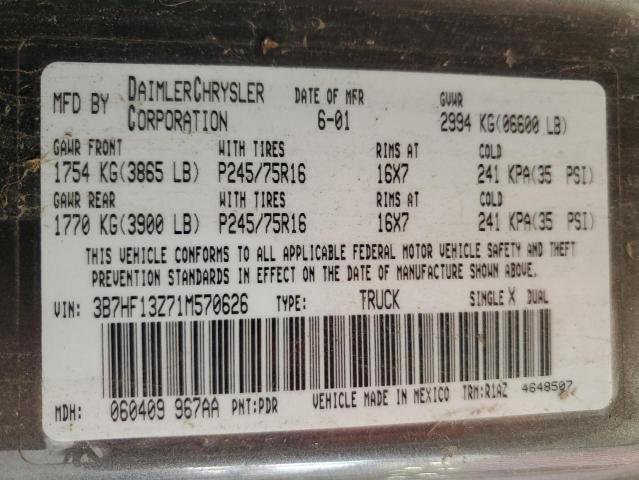 MFD BY DAIMLERCHRYSLER CORPORATION DATE OF MFR 6-01 GVWR 2994 KG(06600 LB)
GAWR FRONT WITH TIRES RIMS AT COLD
1754 KG(3865 LB) P245/75R16 16X7 241 KPA(35 PSI)
GAWR REAR WITH TIRES RIMS AT COLD
1770 KG(3900 LB) P245/75R16 16X7 241 KPA(35 PSI)
THIS VEHICLE CONFORMS TO ALL APPLICABLE FEDERAL MOTOR VEHICLE SAFETY AND THEFT
PREVENTION STANDARDS IN EFFECT ON THE DATE OF MANUFACTURE SHOWN ABOVE.
VIN: 3B7HF13Z71M570626 TYPE: TRUCK SINGLE X DUAL
MDH: 060409 967AA PNT:PDR VEHICLE MADE IN MEXICO TRM:R1AZ 4648507